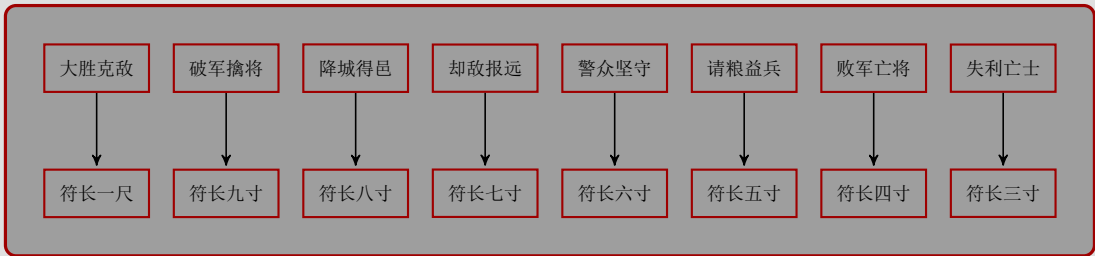 大胜克敌 破军擒将 降城得邑 却敌报远 警众坚守 请粮益兵 败军亡将 失利亡士
符长一尺 符长九寸 符长八寸 符长七寸 符长六寸 符长五寸 符长四寸 符长三寸